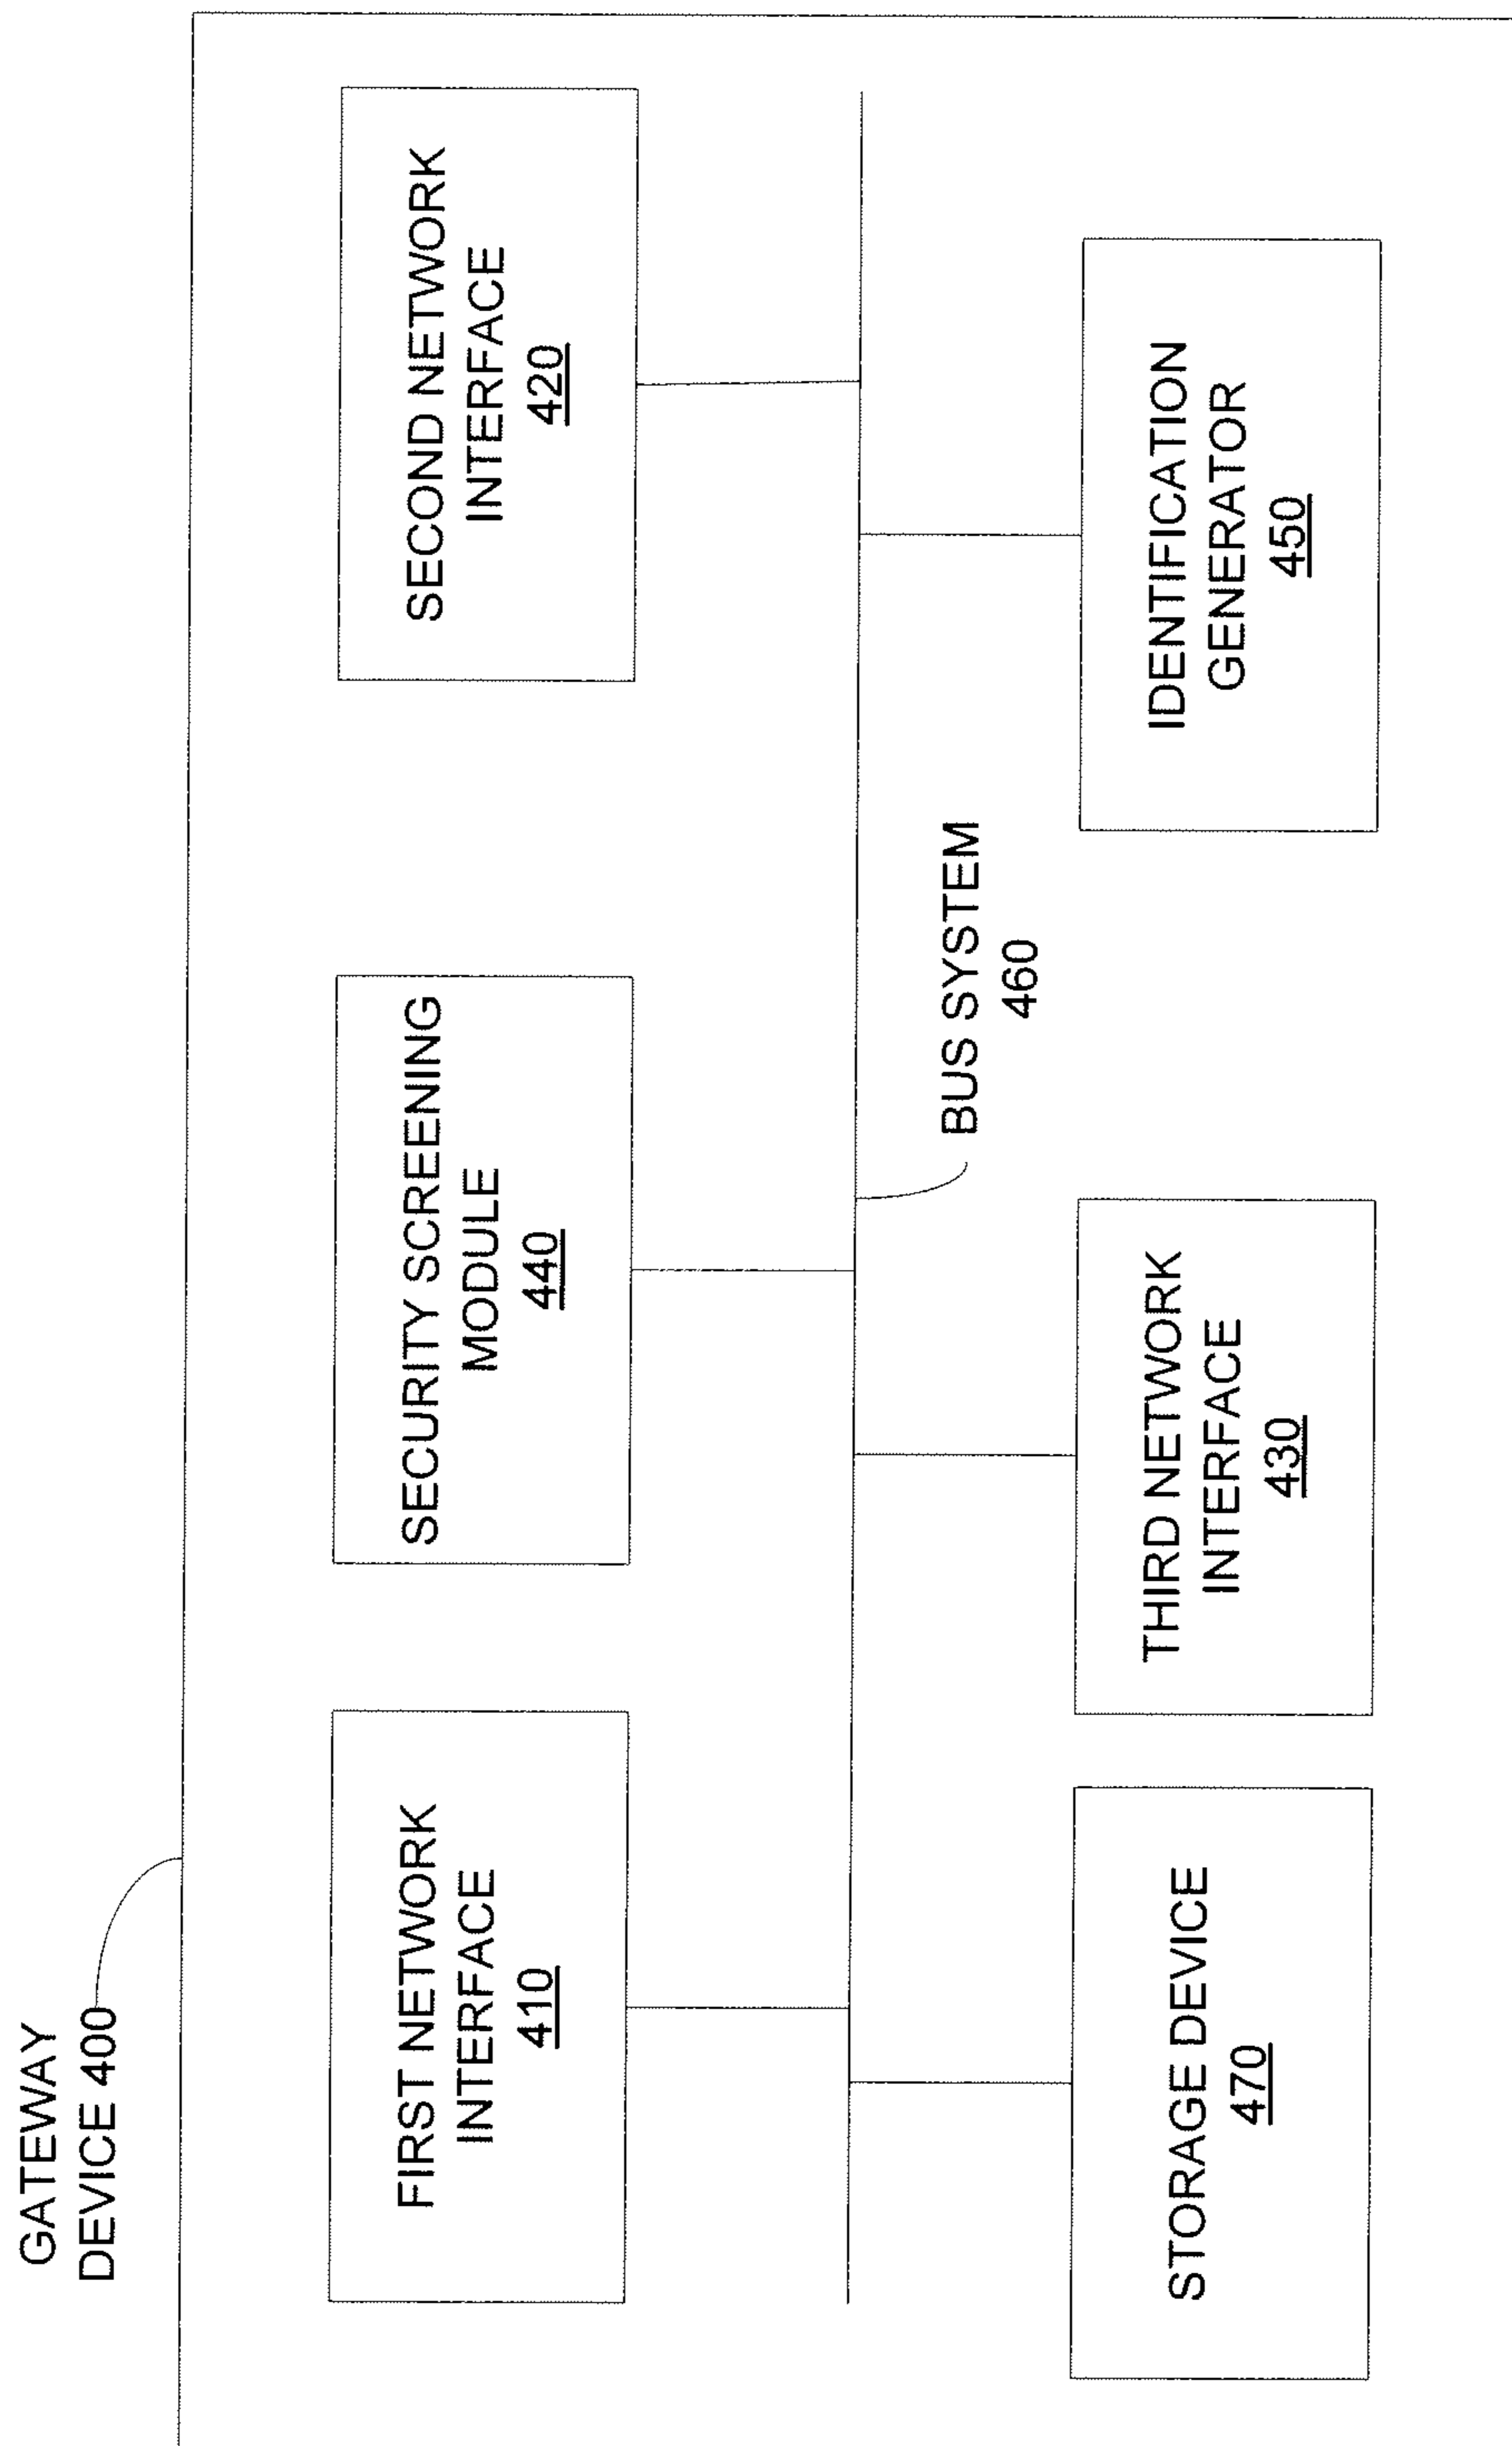 GATEWAY
DEVICE 400
FIRST NETWORK
INTERFACE
410
SECURITY SCREENING
MODULE
440
SECOND NETWORK
INTERFACE
420
BUS SYSTEM
460
STORAGE DEVICE
470
THIRD NETWORK
INTERFACE
430
IDENTIFICATION
GENERATOR
450